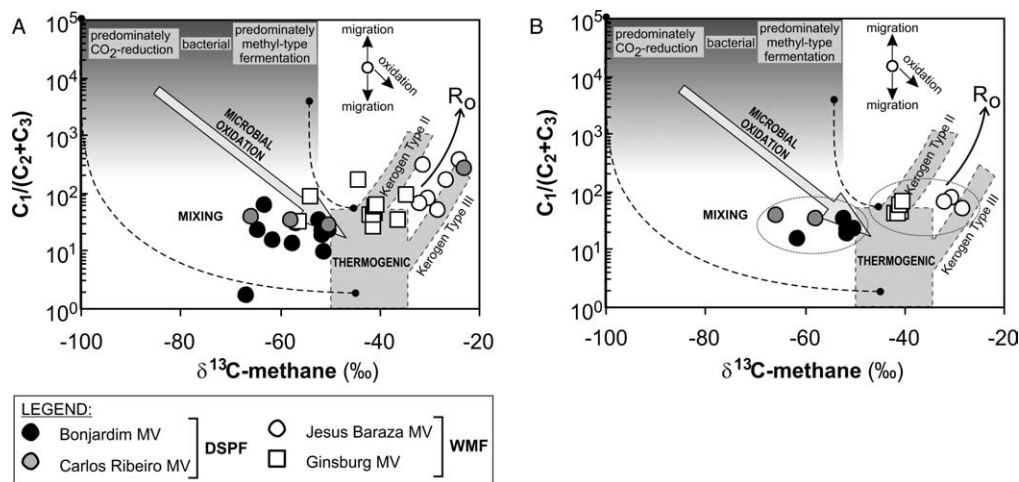 A
10⁵
10⁴
10³
10²
10¹
10⁰
C₁/(C₂+C₃)
predominately
CO₂-reduction
bacterial
predominately
methyl-type
fermentation
migration
oxidation
migration
Ro
MICROBIAL
OXIDATION
MIXING
THERMOGENIC
Kerogen Type II
Kerogen Type III
-100
-80
-60
-40
-20
δ¹³C-methane (‰)
B
10⁵
10⁴
10³
10²
10¹
10⁰
C₁/(C₂+C₃)
predominately
CO₂-reduction
bacterial
predominately
methyl-type
fermentation
migration
oxidation
migration
Ro
MICROBIAL
OXIDATION
MIXING
THERMOGENIC
Kerogen Type II
Kerogen Type III
-100
-80
-60
-40
-20
δ¹³C-methane (‰)
LEGEND:
Bonjardim MV
Carlos Ribeiro MV
DSPF
Jesus Baraza MV
Ginsburg MV
WMF